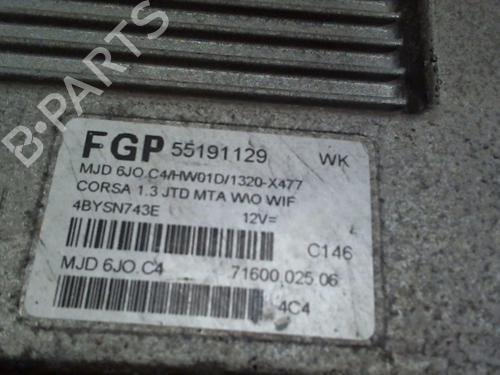 B-PARTS
FGP 55191129 WK
MJD 6JO.C4/HW01D/1320-X477
CORSA 1.3 JTD MTA W\O WIF
4BYSN743E 12V=
C146
MJD 6JO.C4 71600.025.06
4C4